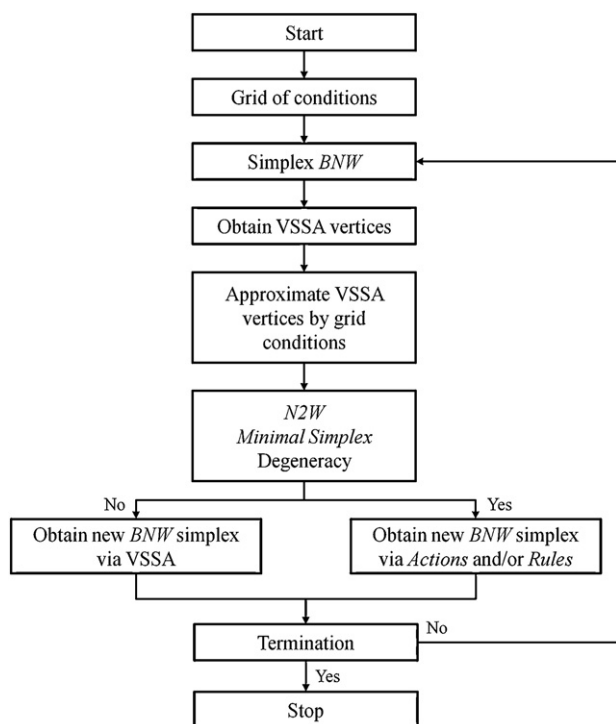 Start
Grid of conditions
Simplex BNW
Obtain VSSA vertices
Approximate VSSA
vertices by grid
conditions
N2W
Minimal Simplex
Degeneracy
No
Yes
Obtain new BNW simplex
via VSSA
Obtain new BNW simplex
via Actions and/or Rules
Termination
No
Yes
Stop